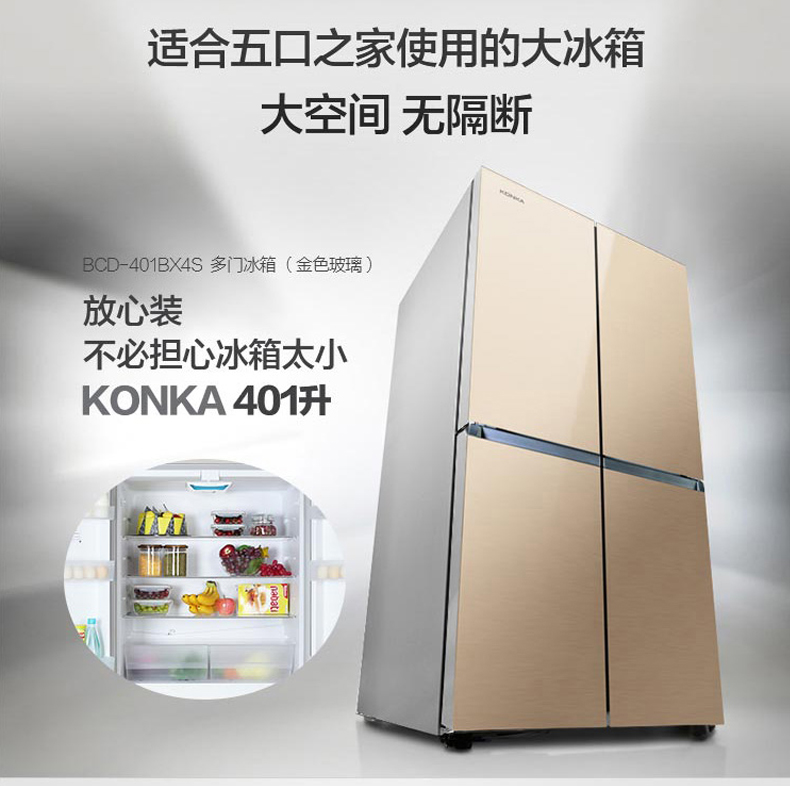 适合五口之家使用的大冰箱
大空间 无隔断
KONKA
BCD-401BX4S 多门冰箱（金色玻璃）
放心装
不必担心冰箱太小
KONKA 401升